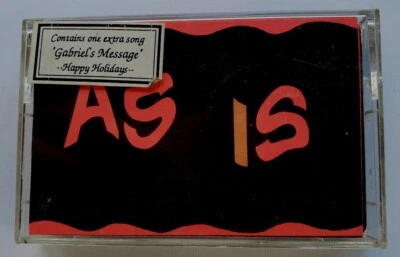 Contains one extra song
"Gabriel's Message"
--Happy Holidays--
AS IS